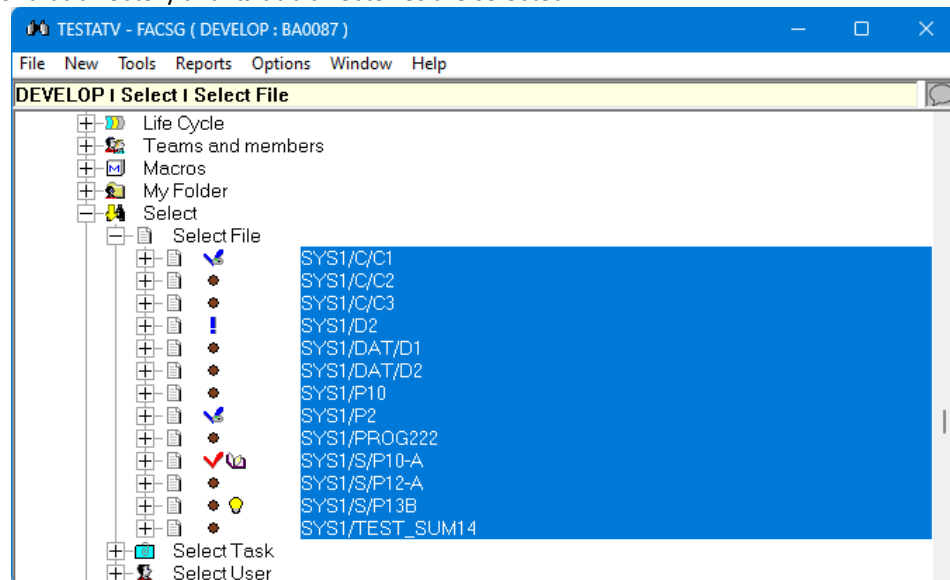 TESTATV - FACSG ( DEVELOP : BA0087 )
File New Tools Reports Options Window Help
DEVELOP I Select I Select File
Life Cycle
Teams and members
M Macros
My Folder
Select
Select File
SYS1/C/C1
SYS1/C/C2
SYS1/C/C3
SYS1/D2
SYS1/DAT/D1
SYS1/DAT/D2
SYS1/P10
SYS1/P2
SYS1/PROG222
SYS1/S/P10-A
SYS1/S/P12-A
SYS1/S/P13B
SYS1/TEST_SUM14
Select Task
Select User